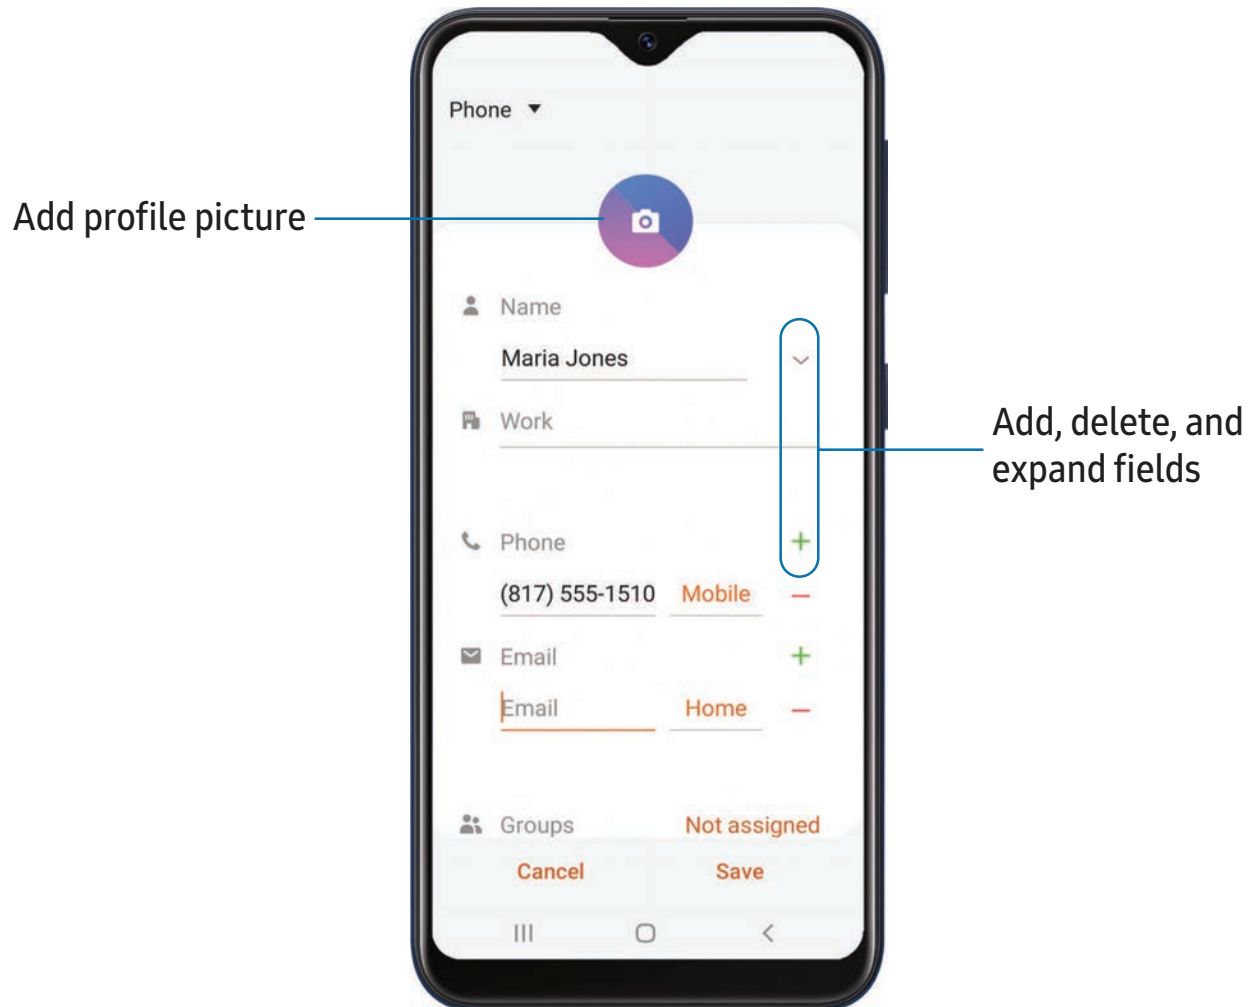 Phone
Add profile picture
Name
Maria Jones
Work
Add, delete, and
expand fields
Phone
(817) 555-1510 Mobile
Email
Email Home
Groups Not assigned
Cancel Save